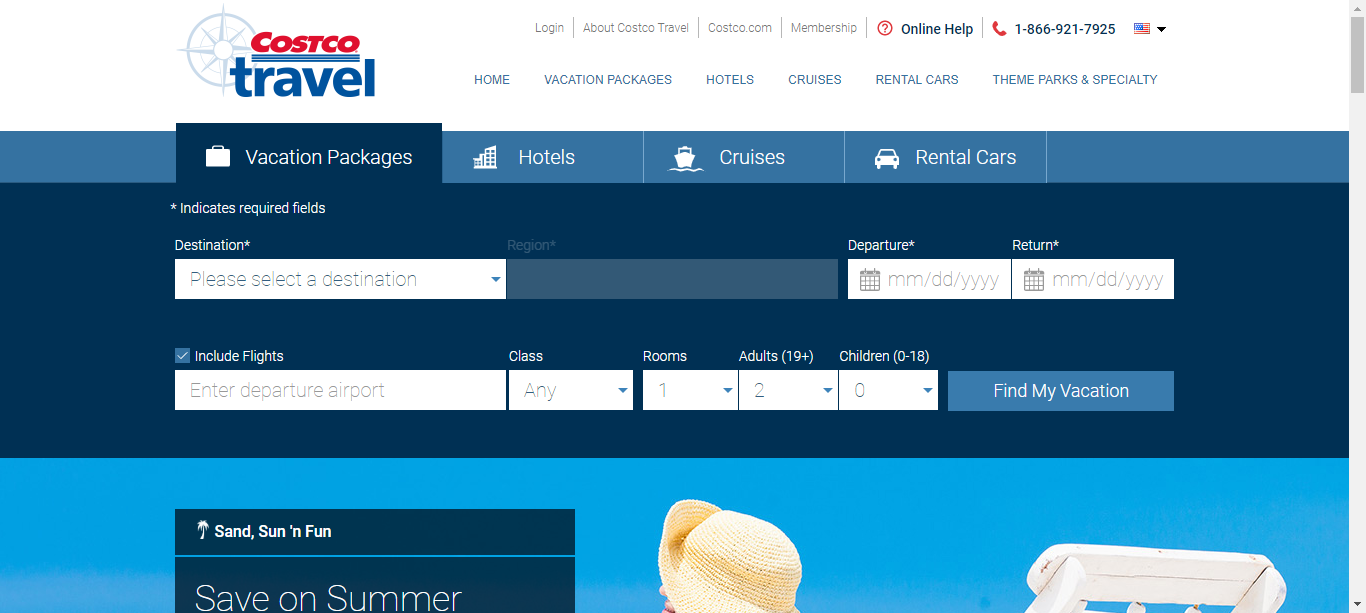 Costco
travel
Login
About Costco Travel
Costco.com
Membership
Online Help
1-866-921-7925
HOME
VACATION PACKAGES
HOTELS
CRUISES
RENTAL CARS
THEME PARKS & SPECIALTY
Vacation Packages
Hotels
Cruises
Rental Cars
* Indicates required fields
Destination*
Region*
Departure*
Return*
Please select a destination
mm/dd/yyyy
mm/dd/yyyy
Include Flights
Class
Rooms
Adults (19+)
Children (0-18)
Enter departure airport
Any
1
2
0
Find My Vacation
Sand, Sun 'n Fun
Save on Summer